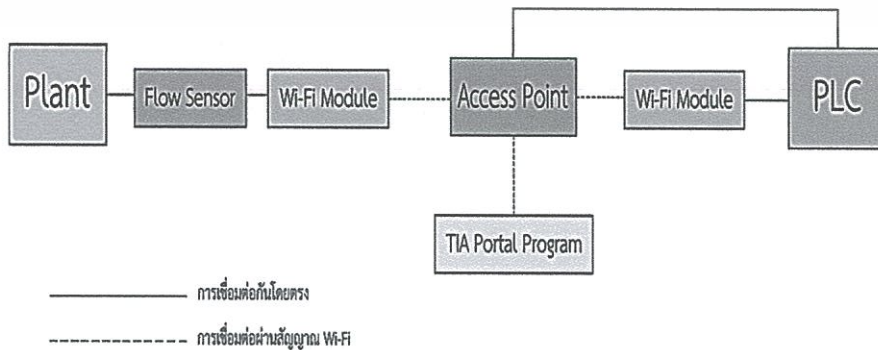 Plant
Flow Sensor
Wi-Fi Module
Access Point
Wi-Fi Module
PLC
TIA Portal Program
การเชื่อมต่อกันโดยตรง
การเชื่อมต่อผ่านสัญญาณ Wi-Fi